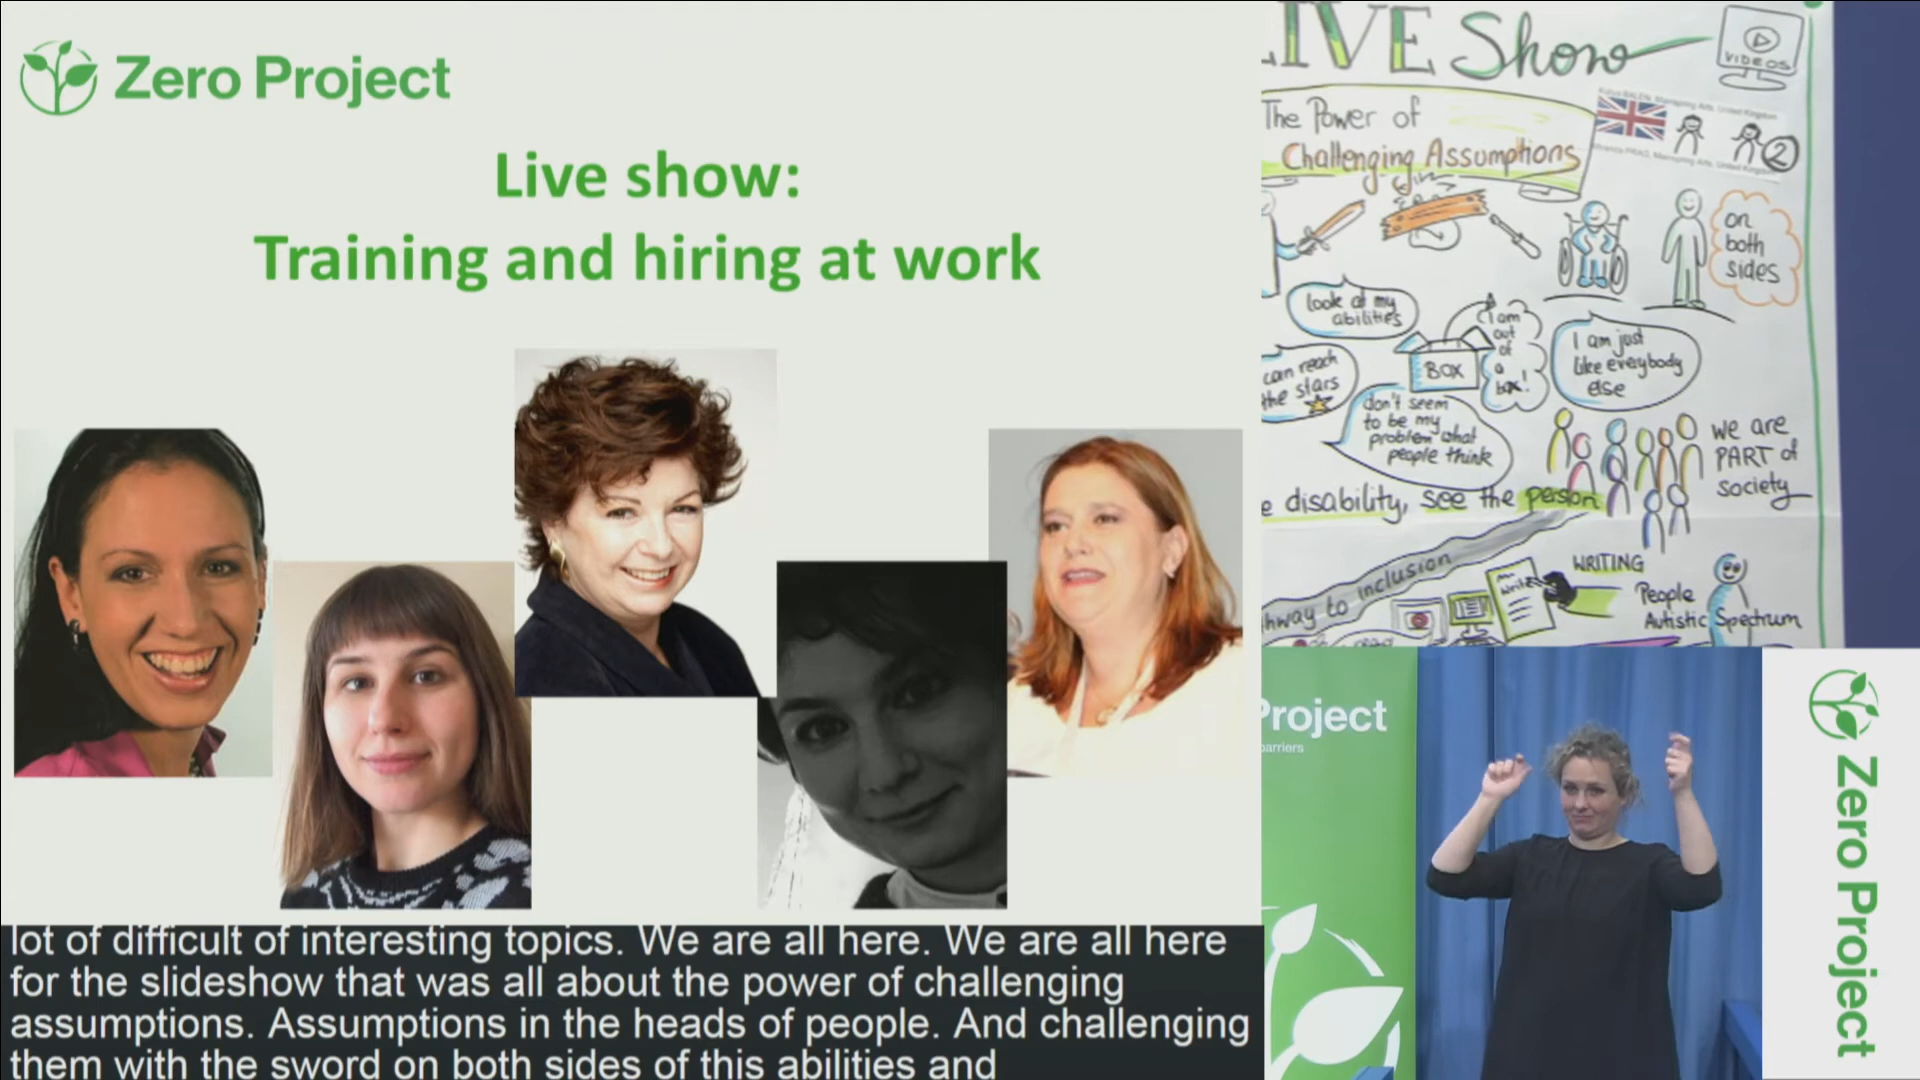 Zero Project
Live show:
Training and hiring at work
lot of difficult of interesting topics. We are all here. We are all here
for the slideshow that was all about the power of challenging
assumptions. Assumptions in the heads of people. And challenging
them with the sword on both sides of this abilities and
LIVE Show
VIDEOS
The Power of
Challenging Assumptions
2
on
both
sides
look at my
abilities
I am
out
of
a
box!
BOX
I am just
like everybody
else
can reach
the stars
don't seem
to be my
problem what
people think
we are
PART of
society
e disability, see the person
hway to inclusion
WRITING
People
Autistic Spectrum
Project
barriers
Zero Project